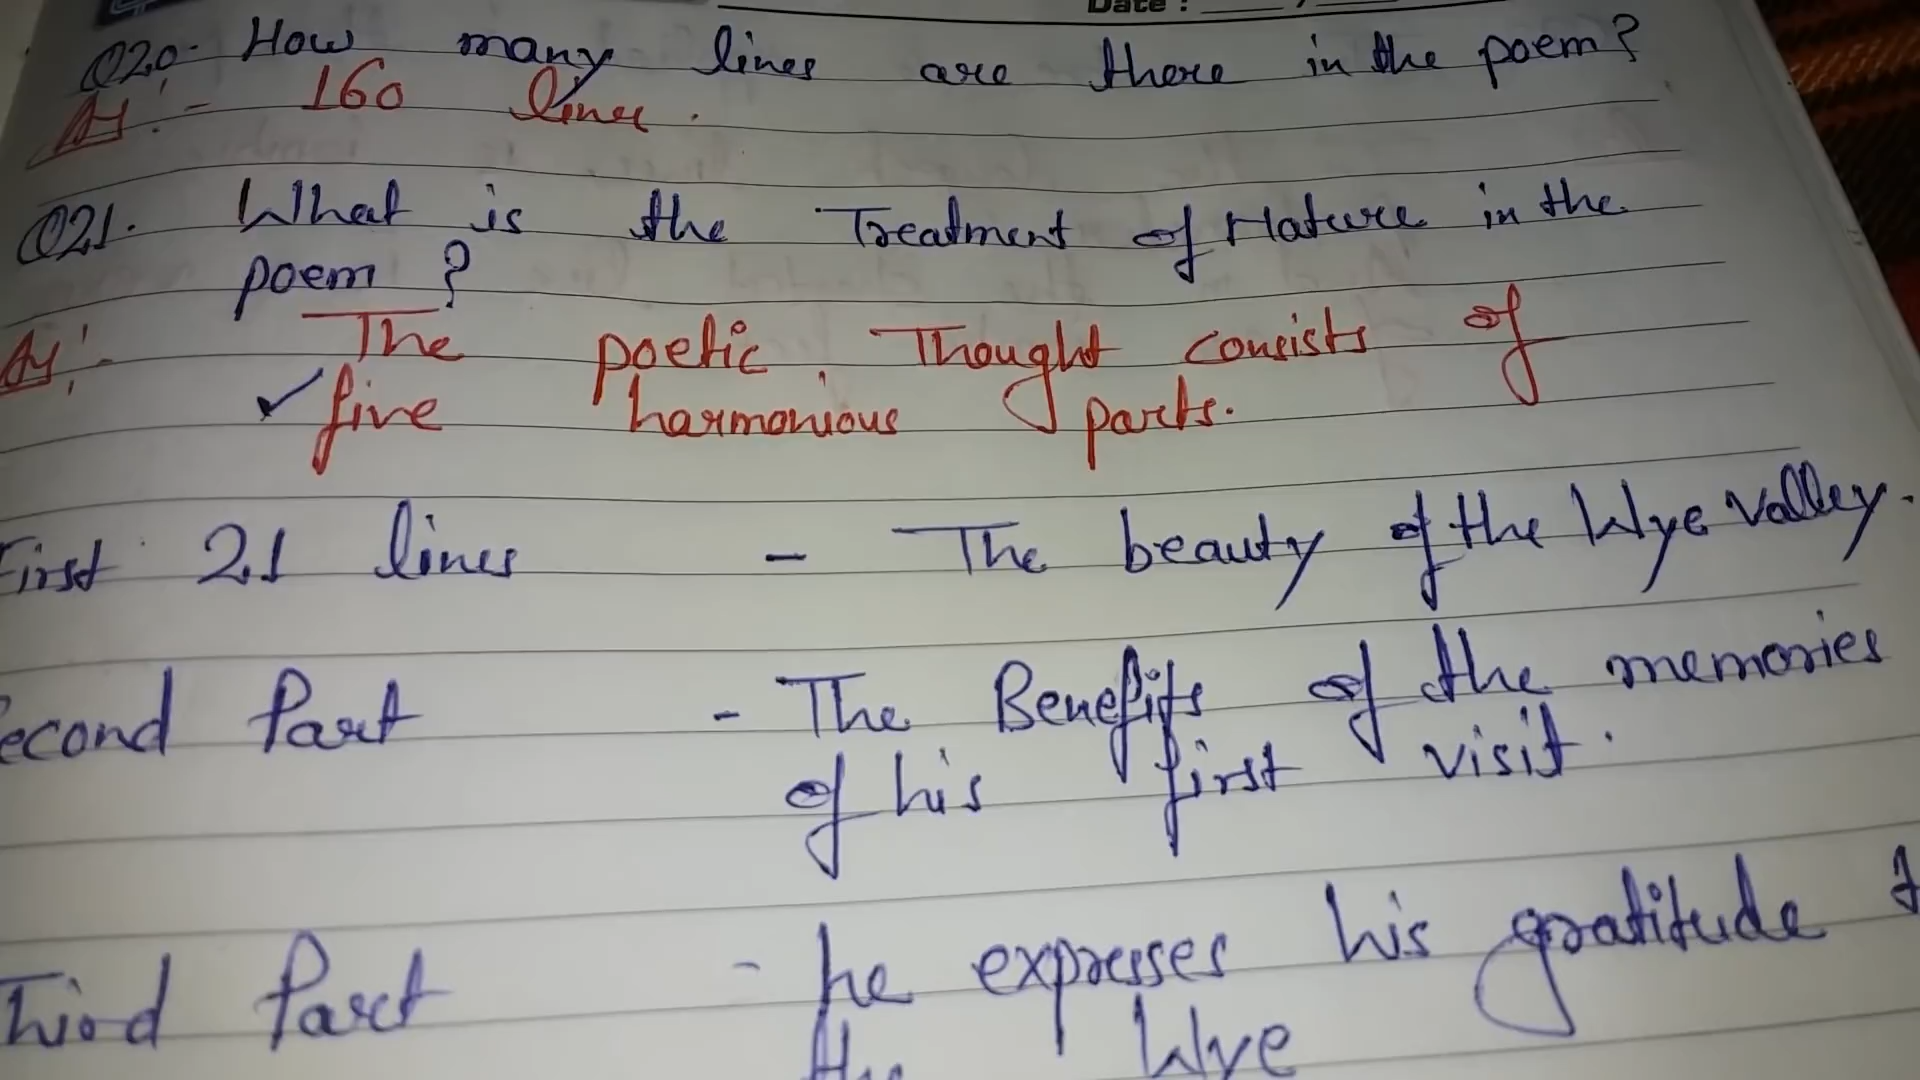 Date :
Q20. How many lines are there in the poem?
A :- 160 lines.
Q21. What is the Treatment of Nature in the
poem ?
A :- The poetic Thought consists of
✓ five harmonious parts.
First 21 lines - The beauty of the Wye Valley.
Second Part - The Benefits of the memories
of his first visit.
Third Part - he expresses his gratitude
the Wye